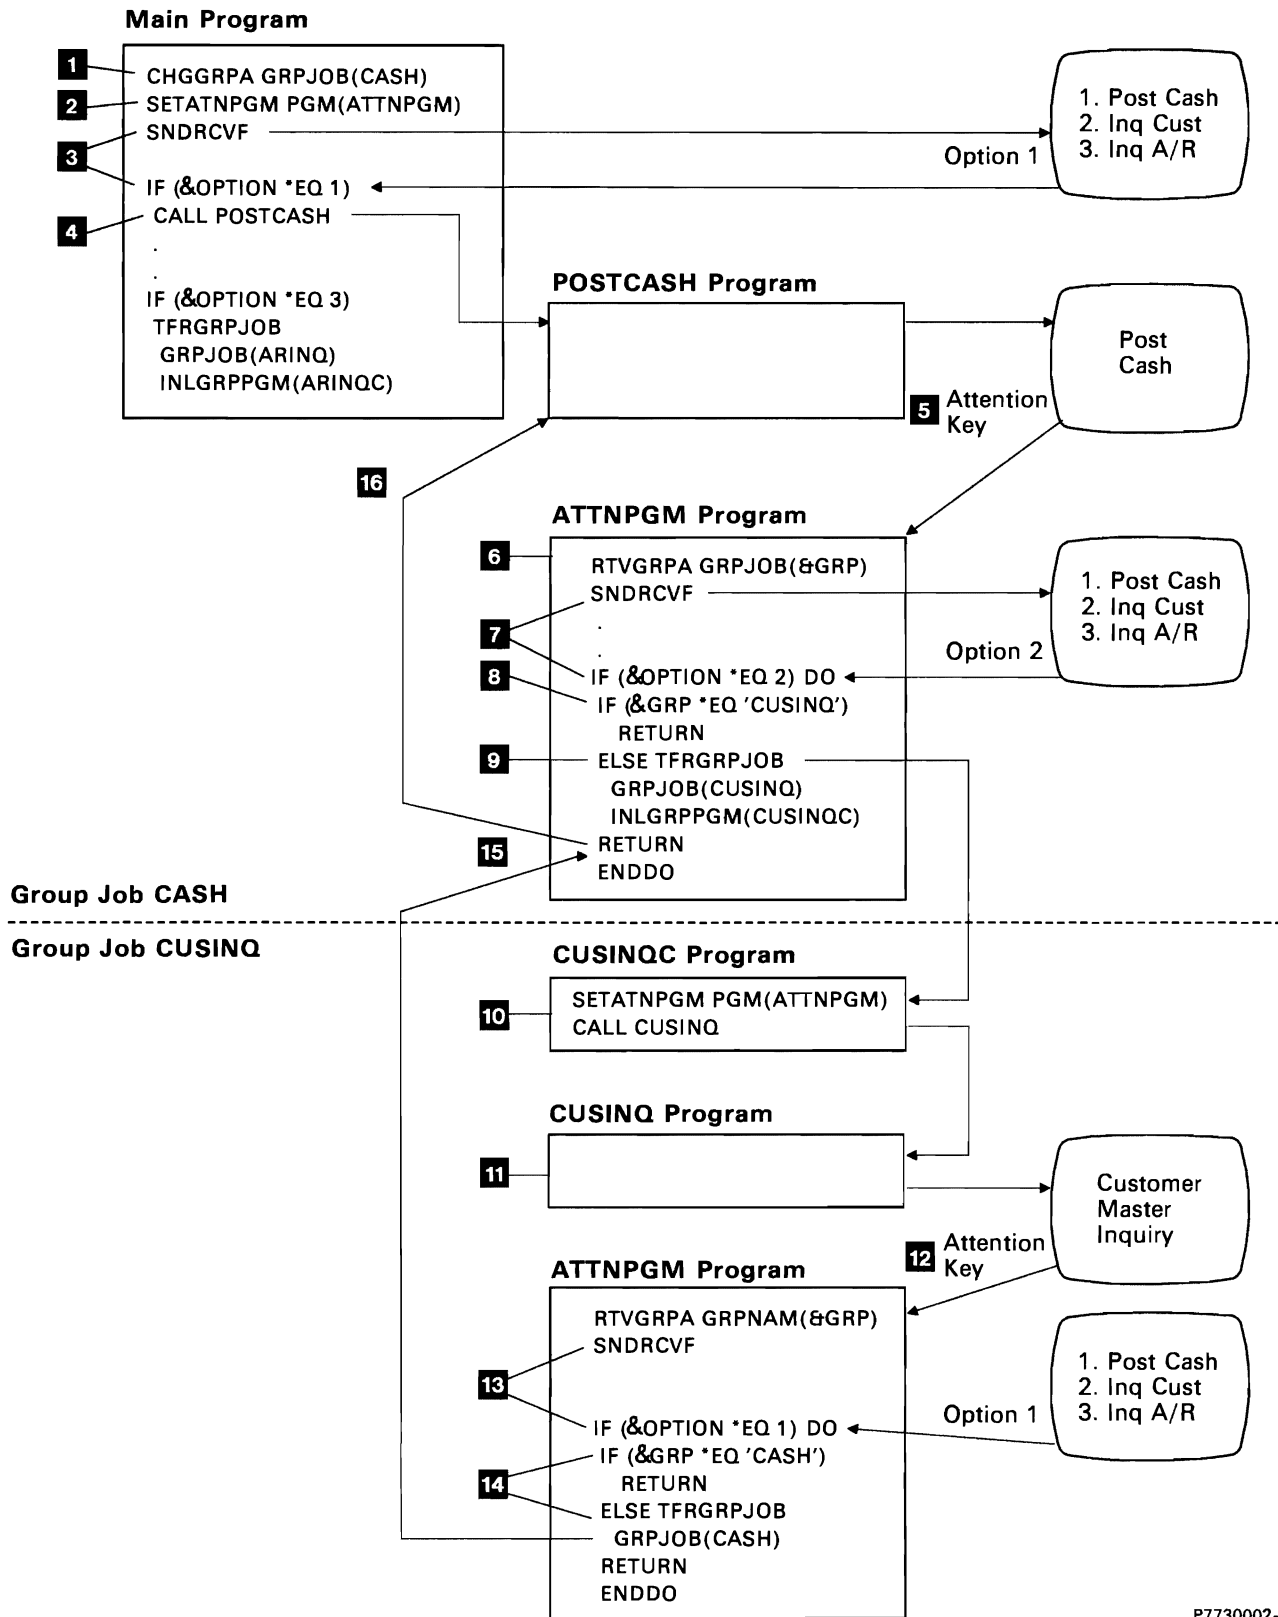 Main Program
1
CHGGRPA GRPJOB(CASH)
2
SETATNPGM PGM(ATTNPGM)
SNDRCVF
3
IF (&OPTION *EQ 1)
4
CALL POSTCASH
.
.
IF (&OPTION *EQ 3)
TFRGRPJOB
GRPJOB(ARINQ)
INLGRPPGM(ARINQC)
1. Post Cash
2. Inq Cust
3. Inq A/R
Option 1
POSTCASH Program
Post
Cash
5 Attention
Key
16
ATTNPGM Program
6
RTVGRPA GRPJOB(&GRP)
SNDRCVF
7
.
.
IF (&OPTION *EQ 2) DO
8
IF (&GRP *EQ 'CUSINQ')
RETURN
9
ELSE TFRGRPJOB
GRPJOB(CUSINQ)
INLGRPPGM(CUSINQC)
15
RETURN
ENDDO
1. Post Cash
2. Inq Cust
3. Inq A/R
Option 2
Group Job CASH
Group Job CUSINQ
CUSINQC Program
10
SETATNPGM PGM(ATTNPGM)
CALL CUSINQ
CUSINQ Program
11
Customer
Master
Inquiry
12 Attention
Key
ATTNPGM Program
RTVGRPA GRPNAM(&GRP)
SNDRCVF
13
IF (&OPTION *EQ 1) DO
IF (&GRP *EQ 'CASH')
14
RETURN
ELSE TFRGRPJOB
GRPJOB(CASH)
RETURN
ENDDO
1. Post Cash
2. Inq Cust
3. Inq A/R
Option 1
P7730002-